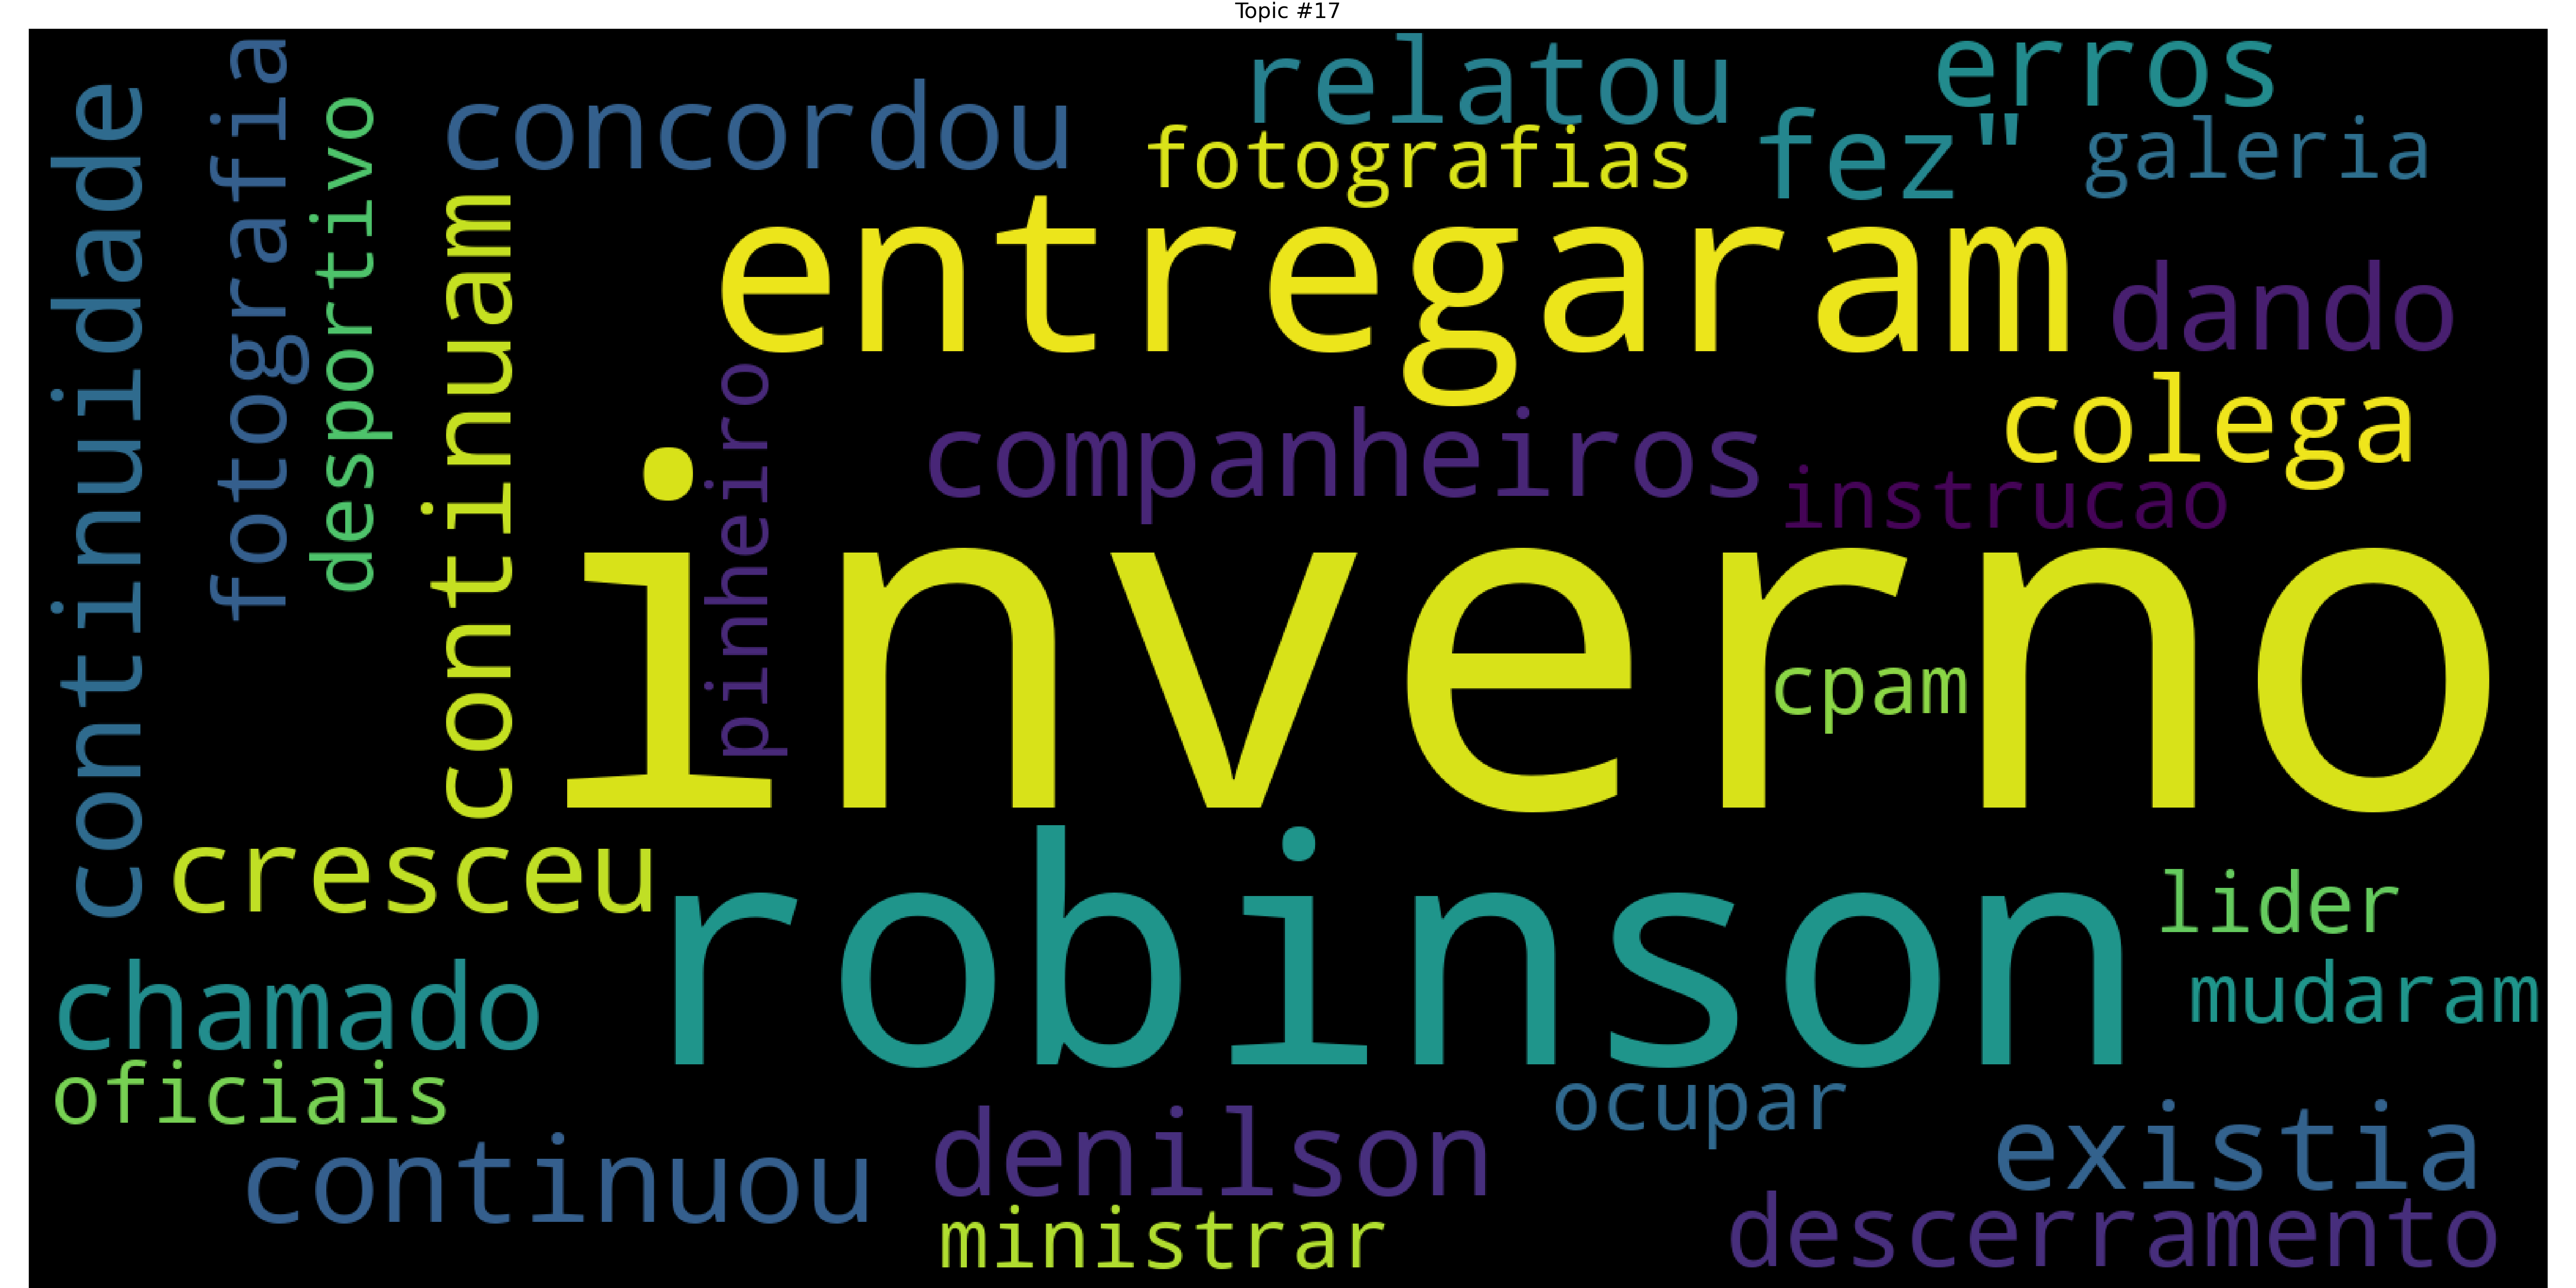 Topic #17
continuidade
fotografia
desportivo
continuam
concordou
relatou
erros
fotografias
fez"
galeria
entregaram
dando
pinheiro
companheiros
colega
instrucao
inverno
cpam
cresceu
robinson
lider
chamado
mudaram
oficiais
ocupar
continuou
denilson
existia
ministrar
descerramento